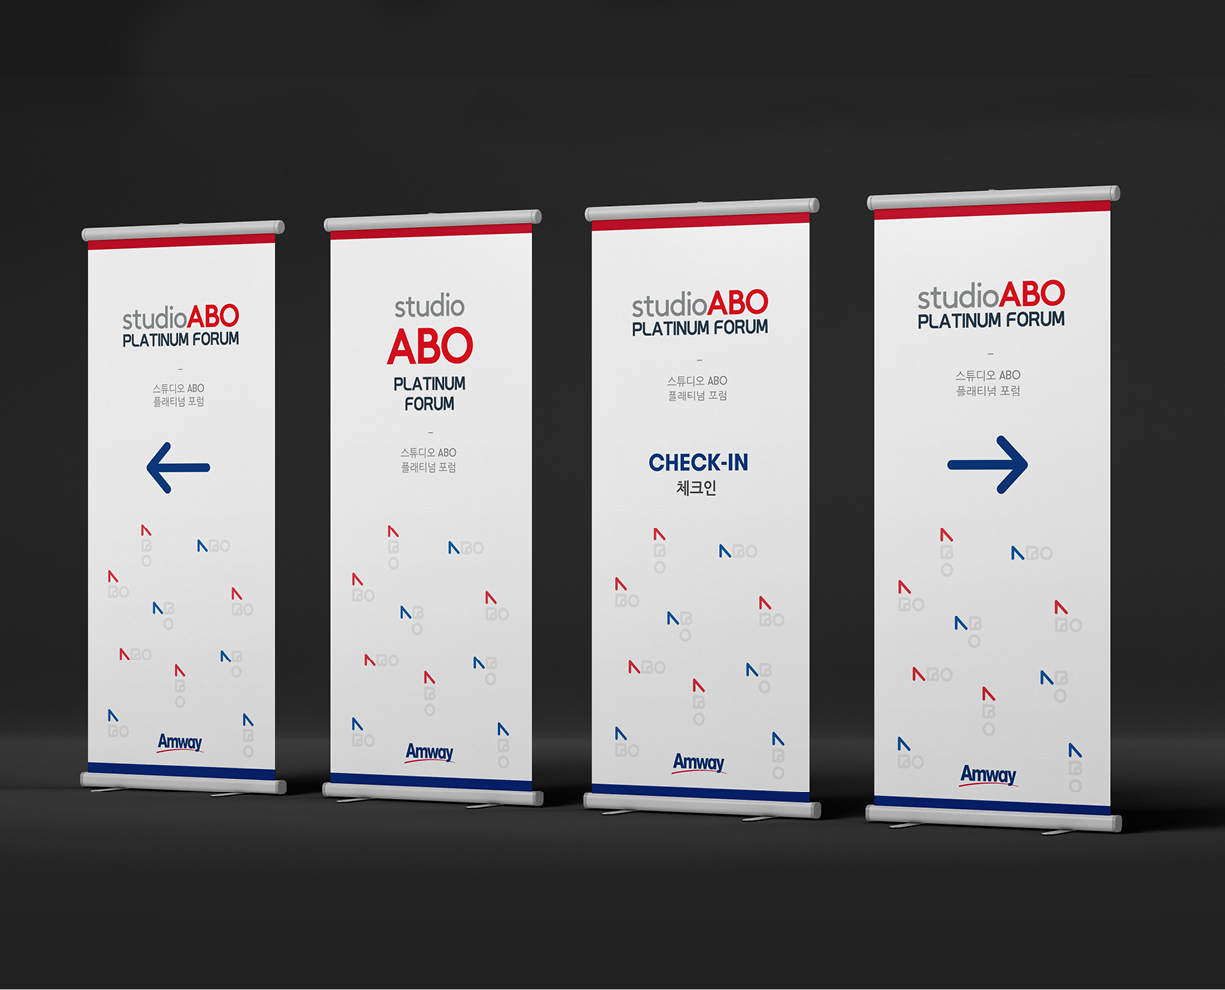 studioABO
PLATINUM FORUM
–
스튜디오 ABO
플래티넘 포럼
Amway
studio
ABO
PLATINUM
FORUM
–
스튜디오 ABO
플래티넘 포럼
Amway
studioABO
PLATINUM FORUM
–
스튜디오 ABO
플래티넘 포럼
CHECK-IN
체크인
Amway
studioABO
PLATINUM FORUM
–
스튜디오 ABO
플래티넘 포럼
Amway